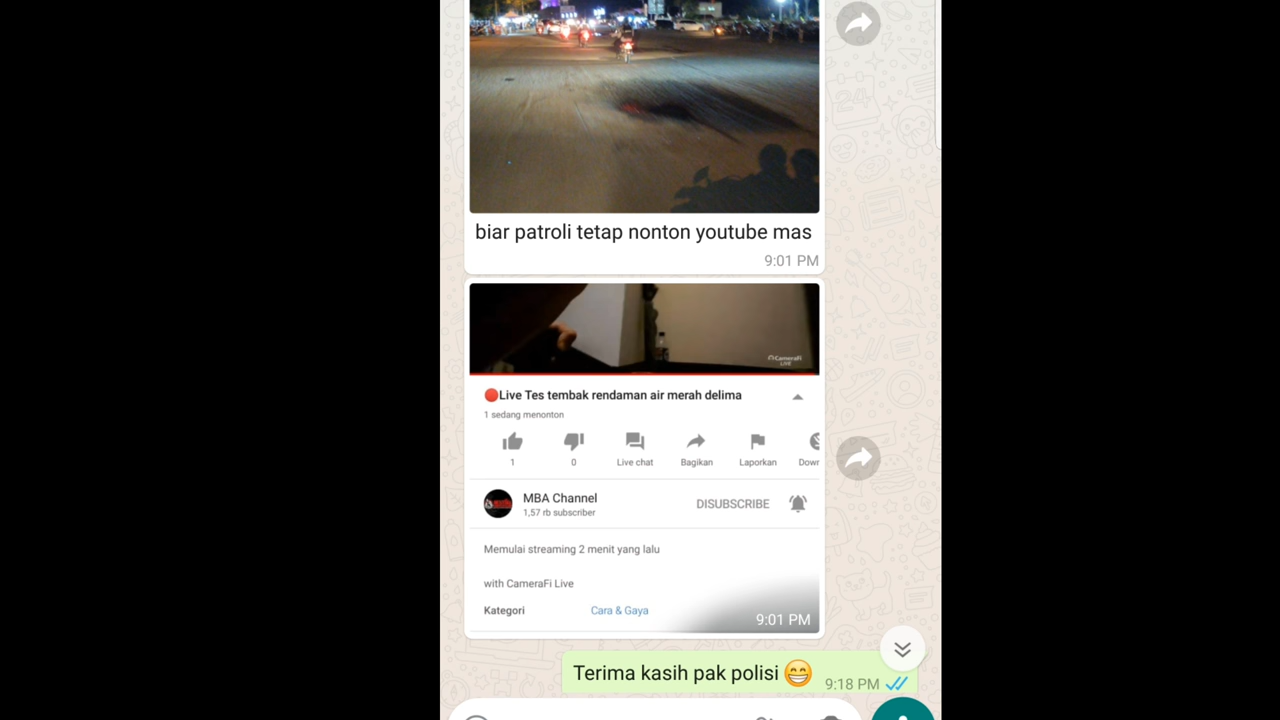 biar patroli tetap nonton youtube mas
9:01 PM
CameraFi
LIVE
🔴Live Tes tembak rendaman air merah delima
1 sedang menonton
1
0
Live chat
Bagikan
Laporkan
Down
MBA Channel
1,57 rb subscriber
DISUBSCRIBE
Memulai streaming 2 menit yang lalu
with CameraFi Live
Kategori
Cara & Gaya
9:01 PM
Terima kasih pak polisi 😁
9:18 PM